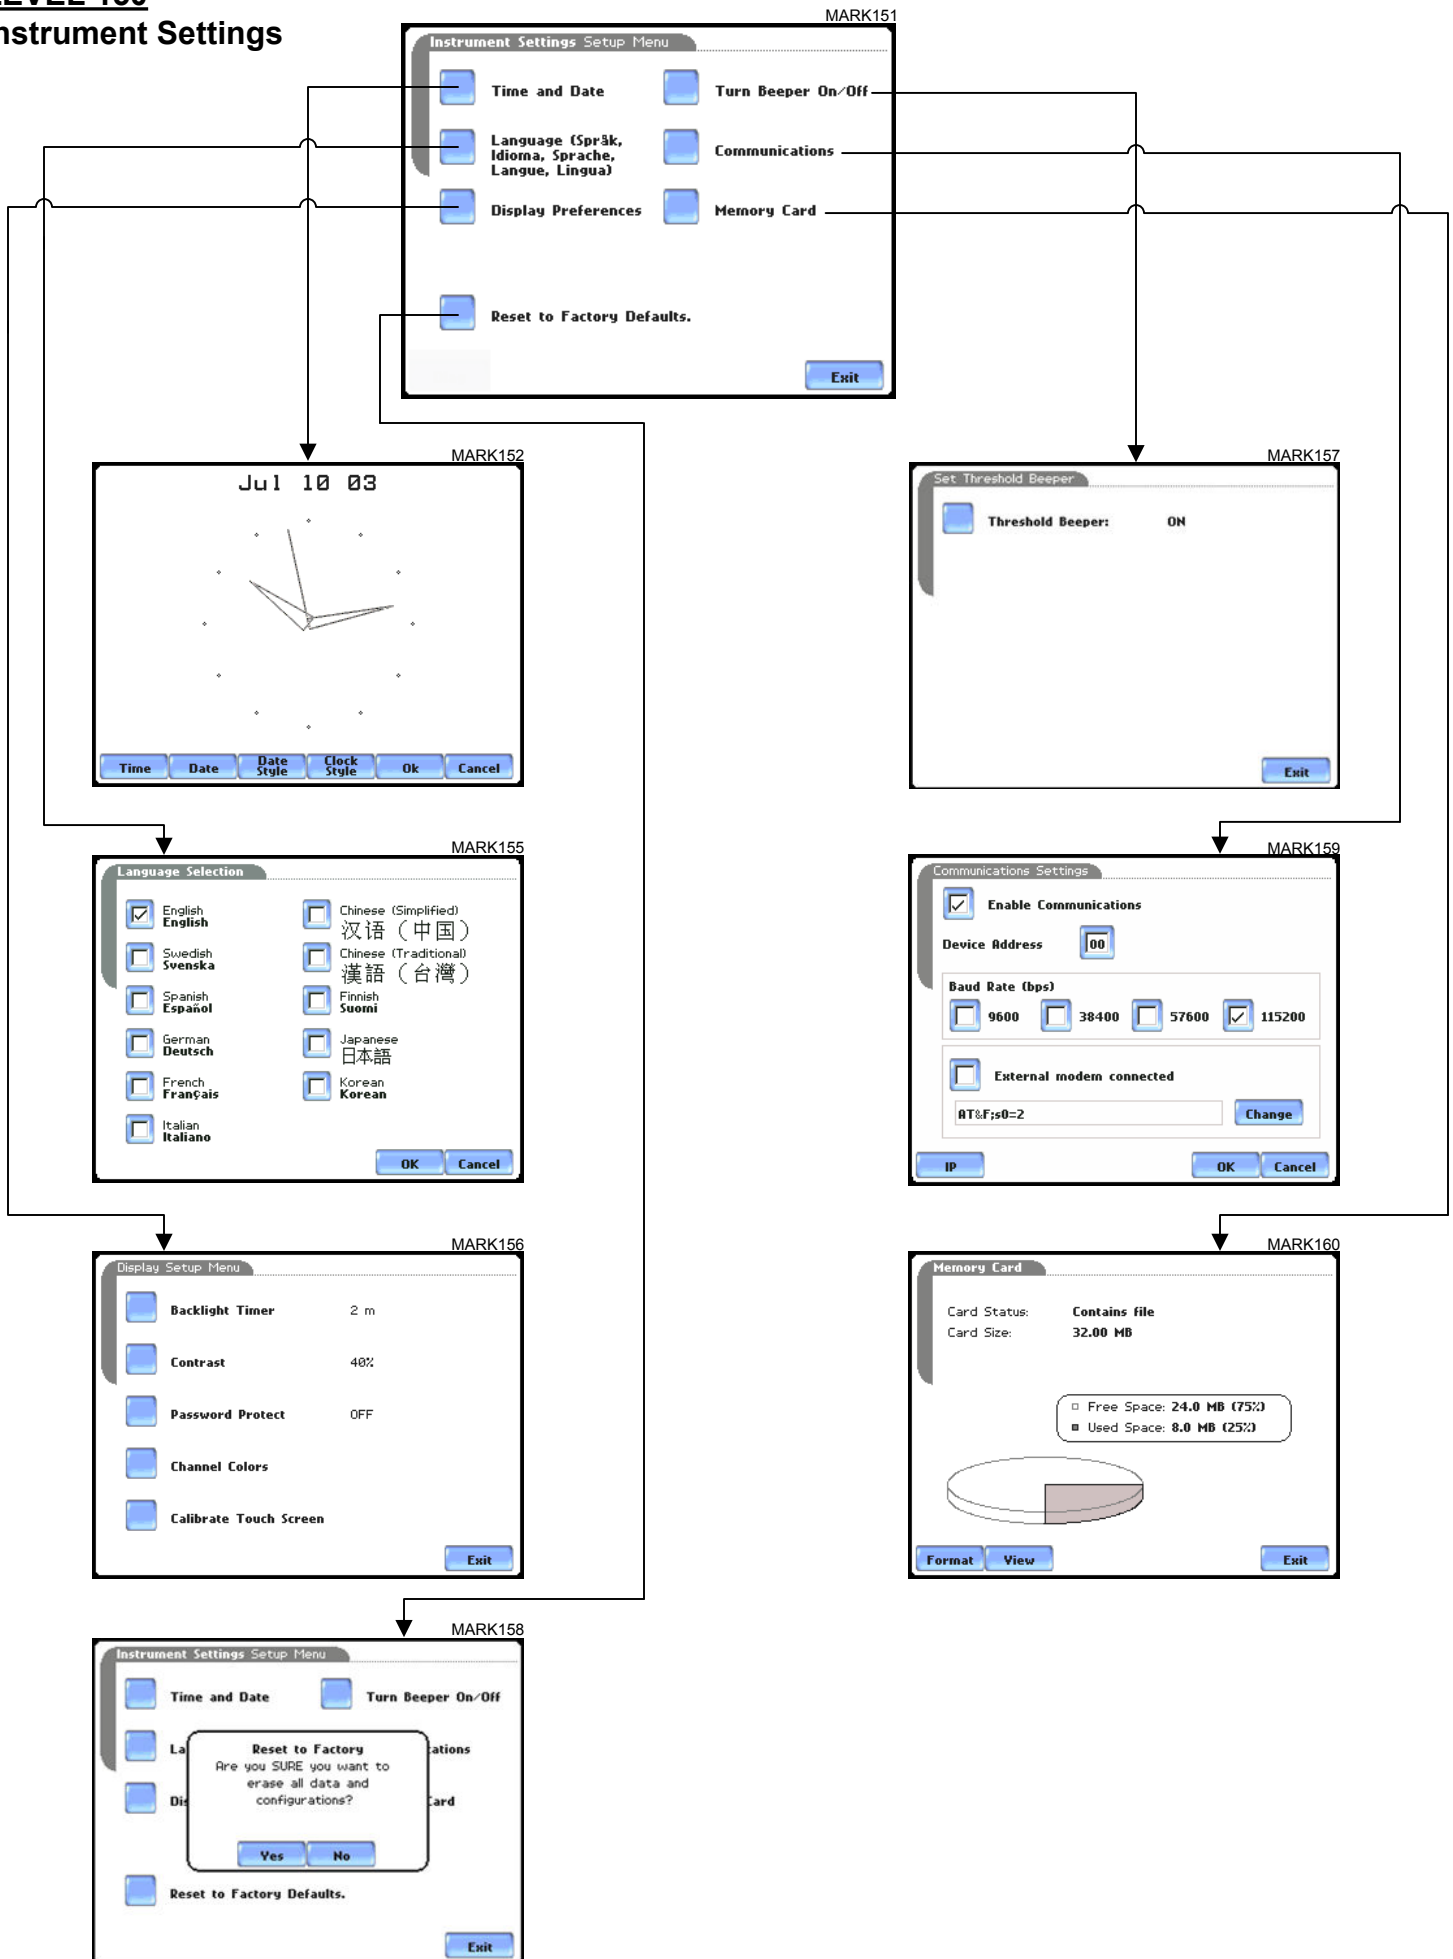 LEVEL 150
Instrument Settings
MARK151
Instrument Settings Setup Menu
Time and Date
Turn Beeper On/Off
Language (Språk,
Idioma, Sprache,
Langue, Lingua)
Communications
Display Preferences
Memory Card
Reset to Factory Defaults.
Exit
MARK152
Jul 10 03
Time
Date
Date
Style
Clock
Style
Ok
Cancel
MARK157
Set Threshold Beeper
Threshold Beeper: ON
Exit
MARK155
Language Selection
English
English
Swedish
Svenska
Spanish
Español
German
Deutsch
French
Français
Italian
Italiano
Chinese (Simplified)
汉语（中国）
Chinese (Traditional)
漢語（台灣）
Finnish
Suomi
Japanese
日本語
Korean
Korean
OK
Cancel
MARK159
Communications Settings
Enable Communications
Device Address 00
Baud Rate (bps)
9600 38400 57600 115200
External modem connected
AT&F;s0=2
Change
IP
OK
Cancel
MARK156
Display Setup Menu
Backlight Timer 2 m
Contrast 40%
Password Protect OFF
Channel Colors
Calibrate Touch Screen
Exit
MARK160
Memory Card
Card Status: Contains file
Card Size: 32.00 MB
Free Space: 24.0 MB (75%)
Used Space: 8.0 MB (25%)
Format
View
Exit
MARK158
Instrument Settings Setup Menu
Time and Date
Turn Beeper On/Off
La
cations
Dis
Card
Reset to Factory
Are you SURE you want to
erase all data and
configurations?
Yes
No
Reset to Factory Defaults.
Exit